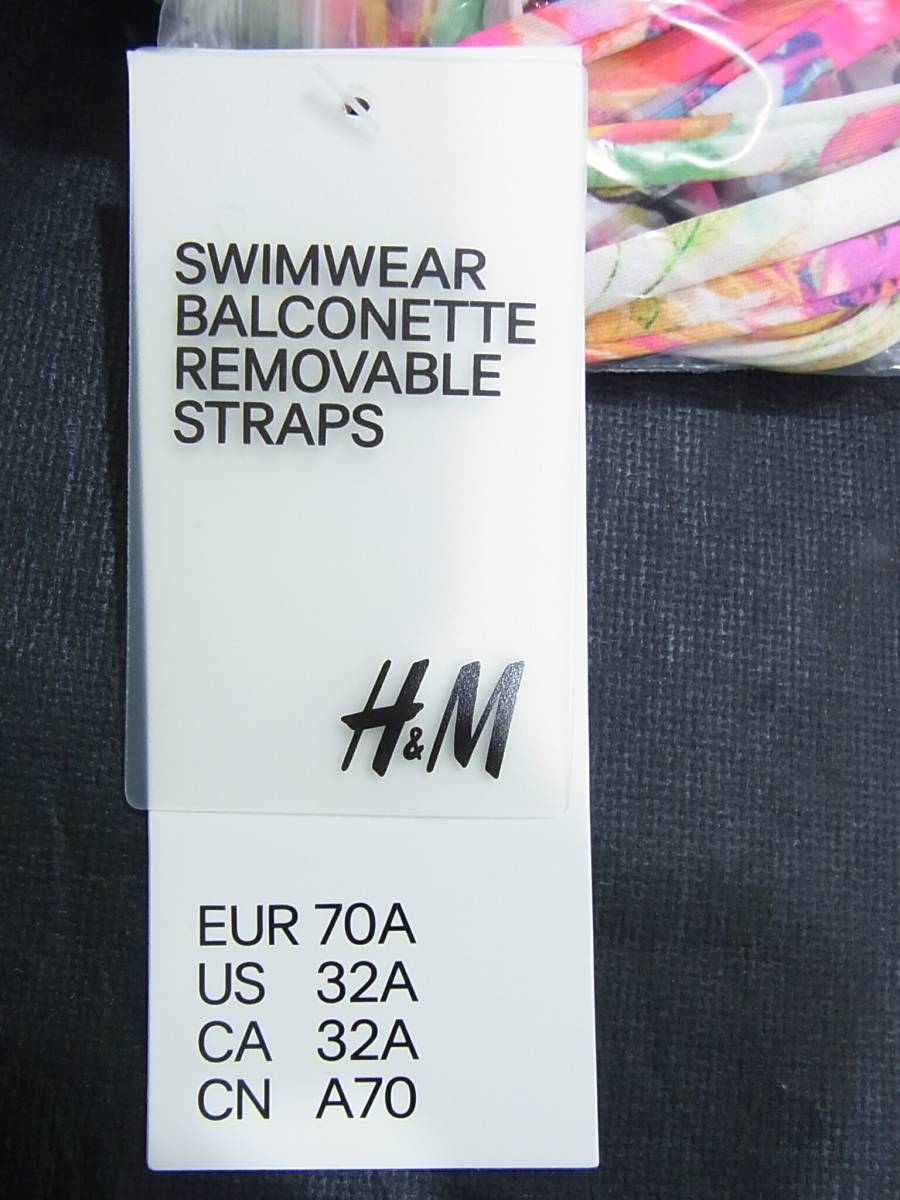 SWIMWEAR
BALCONETTE
REMOVABLE
STRAPS
H&M
EUR 70A
US 32A
CA 32A
CN A70